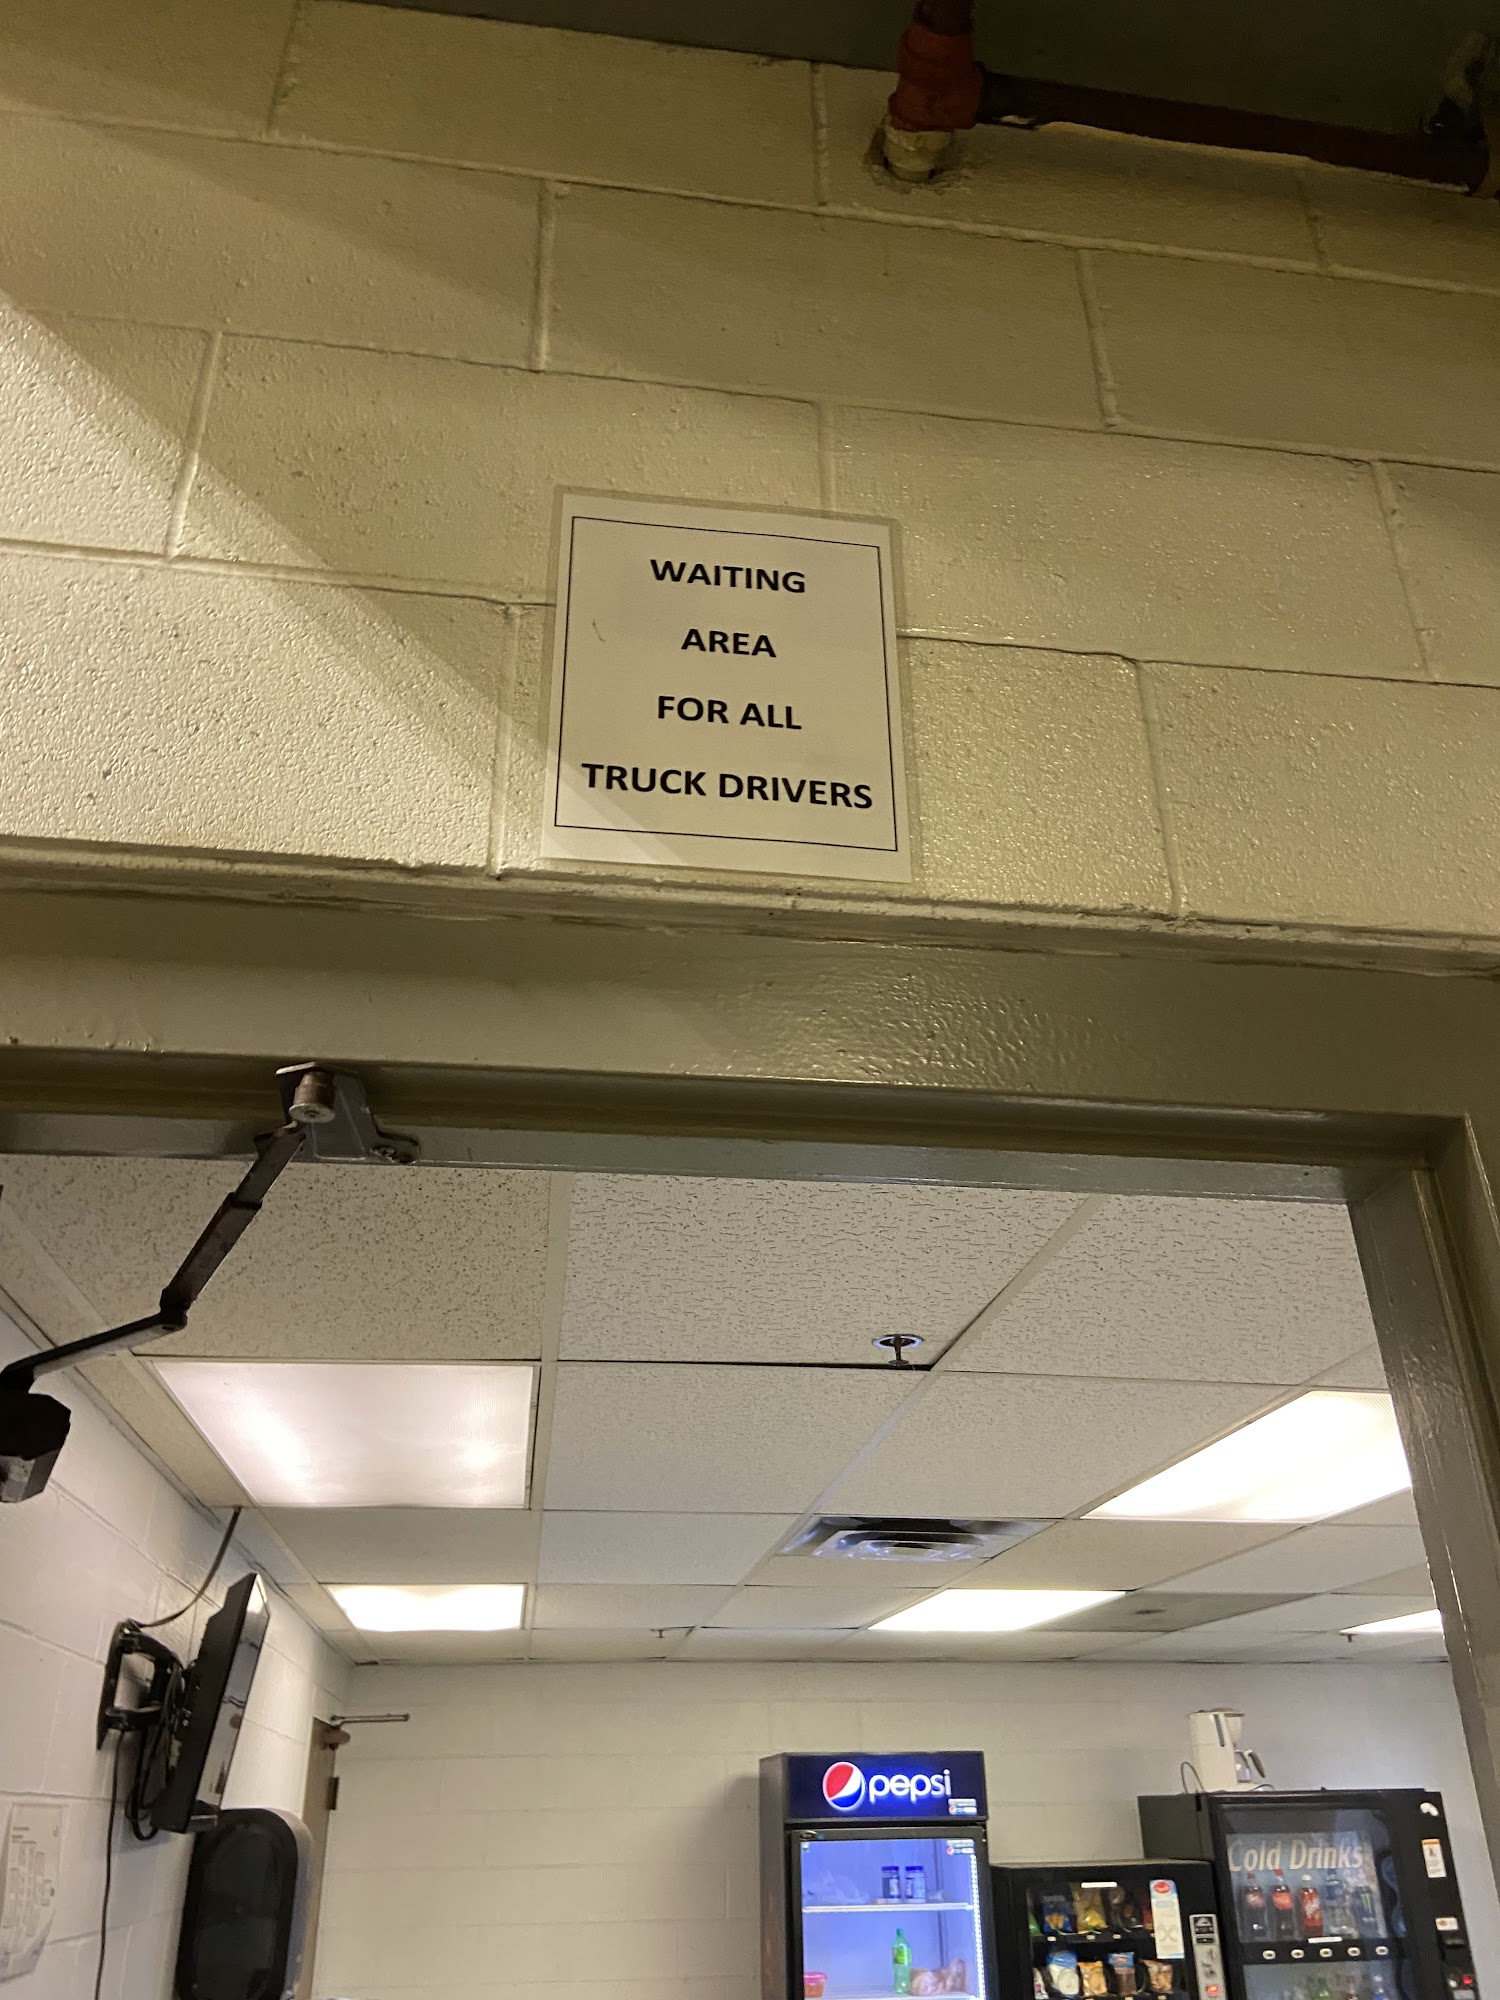 WAITING
AREA
FOR ALL
TRUCK DRIVERS
pepsi
Cold Drinks